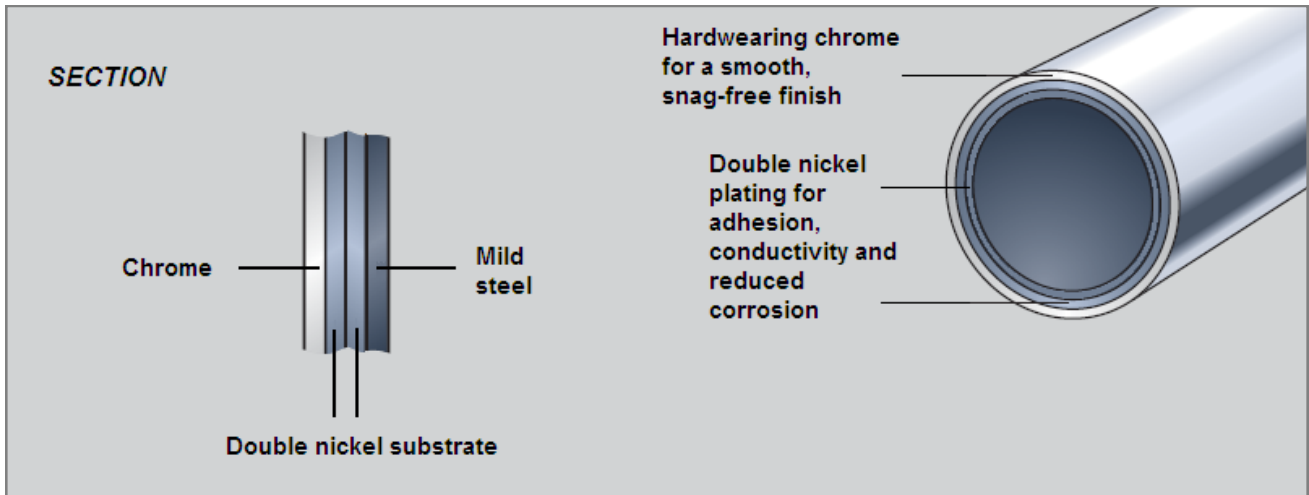 SECTION
Chrome
Mild
steel
Double nickel substrate
Hardwearing chrome
for a smooth,
snag-free finish
Double nickel
plating for
adhesion,
conductivity and
reduced
corrosion